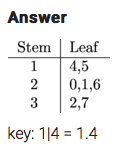 Answer
Stem | Leaf
1 | 4,5
2 | 0,1,6
3 | 2,7
key: 1|4 = 1.4